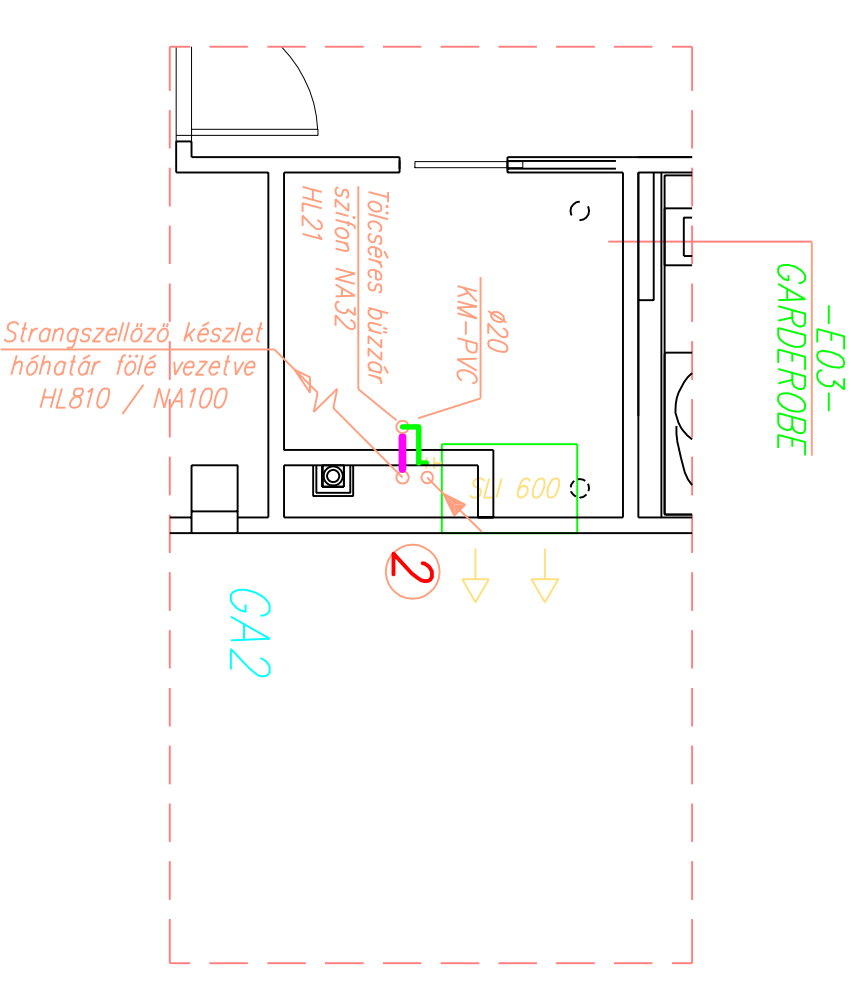 -E03-
GARDEROBE
Tölcséres bűzzár
szifon NA32
HL21
ø20
KM-PVC
Strangszellöző készlet
hóhatár fölé vezetve
HL810 / NA100
SLI 600
2
GA2